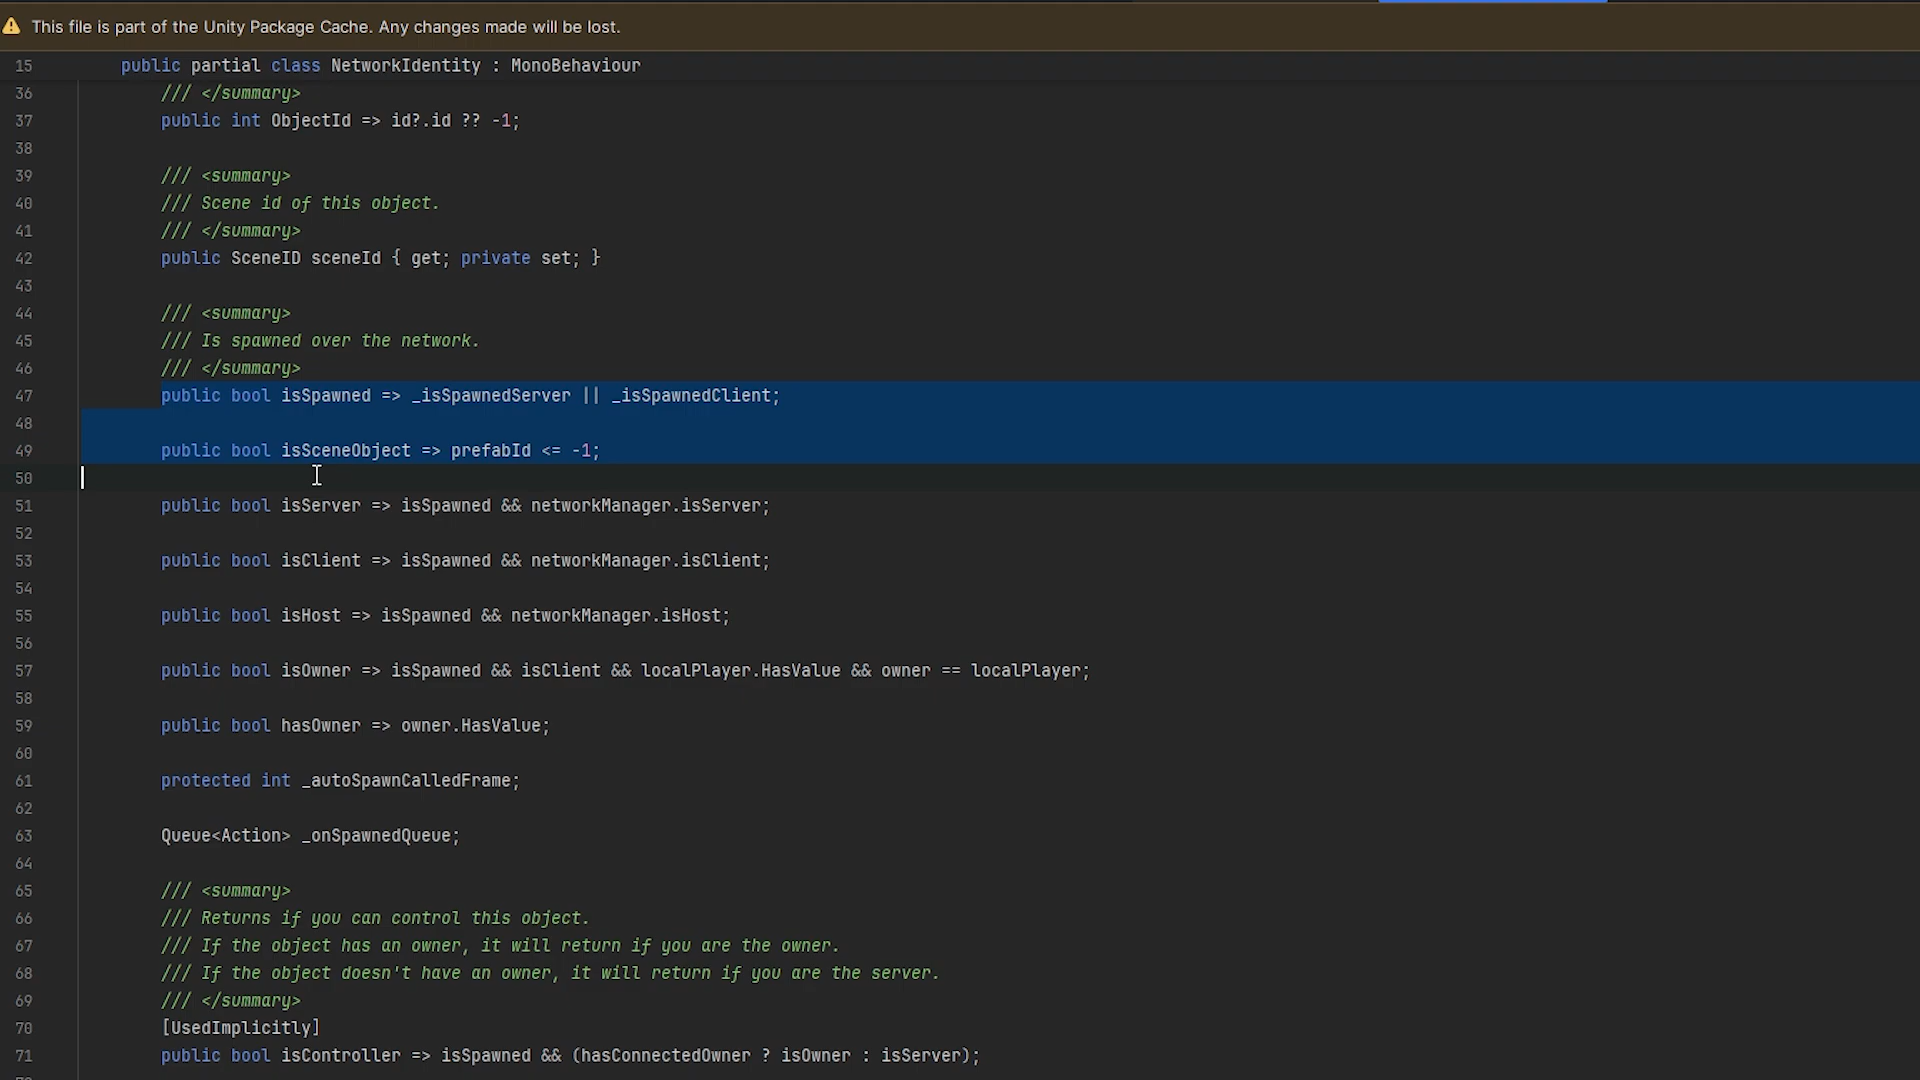 This file is part of the Unity Package Cache. Any changes made will be lost.
15 public partial class NetworkIdentity : MonoBehaviour
36 /// </summary>
37 public int ObjectId => id?.id ?? -1;
38
39 /// <summary>
40 /// Scene id of this object.
41 /// </summary>
42 public SceneID sceneId { get; private set; }
43
44 /// <summary>
45 /// Is spawned over the network.
46 /// </summary>
47 public bool isSpawned => _isSpawnedServer || _isSpawnedClient;
48
49 public bool isSceneObject => prefabId <= -1;
50
51 public bool isServer => isSpawned && networkManager.isServer;
52
53 public bool isClient => isSpawned && networkManager.isClient;
54
55 public bool isHost => isSpawned && networkManager.isHost;
56
57 public bool isOwner => isSpawned && isClient && localPlayer.HasValue && owner == localPlayer;
58
59 public bool hasOwner => owner.HasValue;
60
61 protected int _autoSpawnCalledFrame;
62
63 Queue<Action> _onSpawnedQueue;
64
65 /// <summary>
66 /// Returns if you can control this object.
67 /// If the object has an owner, it will return if you are the owner.
68 /// If the object doesn't have an owner, it will return if you are the server.
69 /// </summary>
70 [UsedImplicitly]
71 public bool isController => isSpawned && (hasConnectedOwner ? isOwner : isServer);